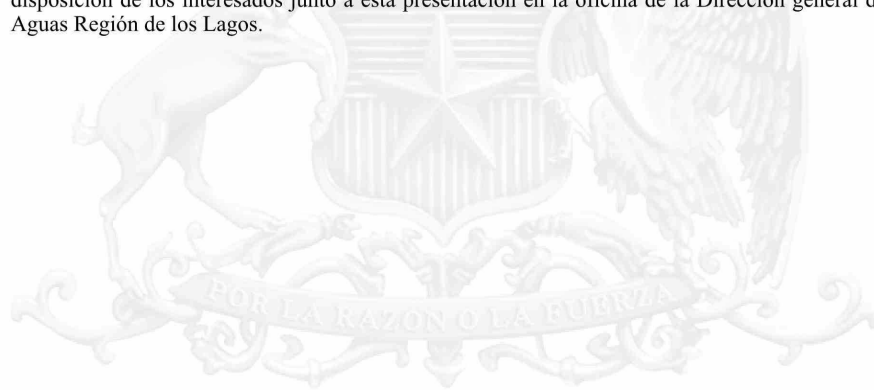 disposición de los interesados junto a esta presentación en la oficina de la Dirección general d
Aguas Región de los Lagos.
POR LA RAZON O LA FUERZA